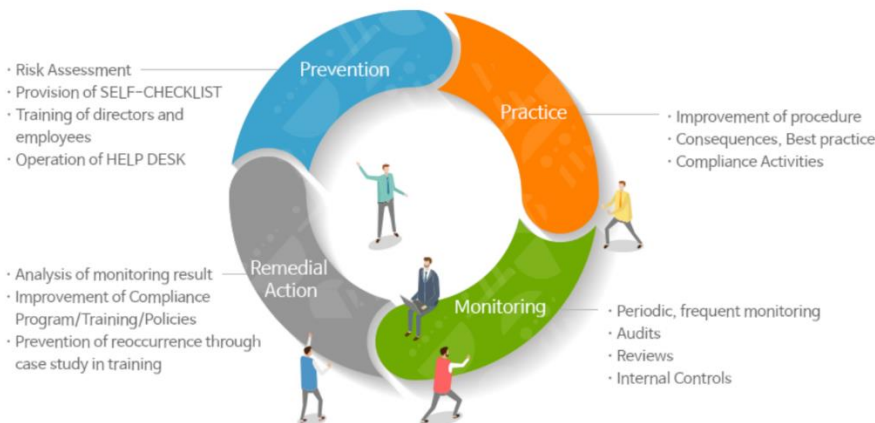 Prevention
· Risk Assessment
· Provision of SELF-CHECKLIST
· Training of directors and
employees
· Operation of HELP DESK
Practice
· Improvement of procedure
· Consequences, Best practice
· Compliance Activities
Monitoring
· Periodic, frequent monitoring
· Audits
· Reviews
· Internal Controls
Remedial
Action
· Analysis of monitoring result
· Improvement of Compliance
Program/Training/Policies
· Prevention of reoccurrence through
case study in training